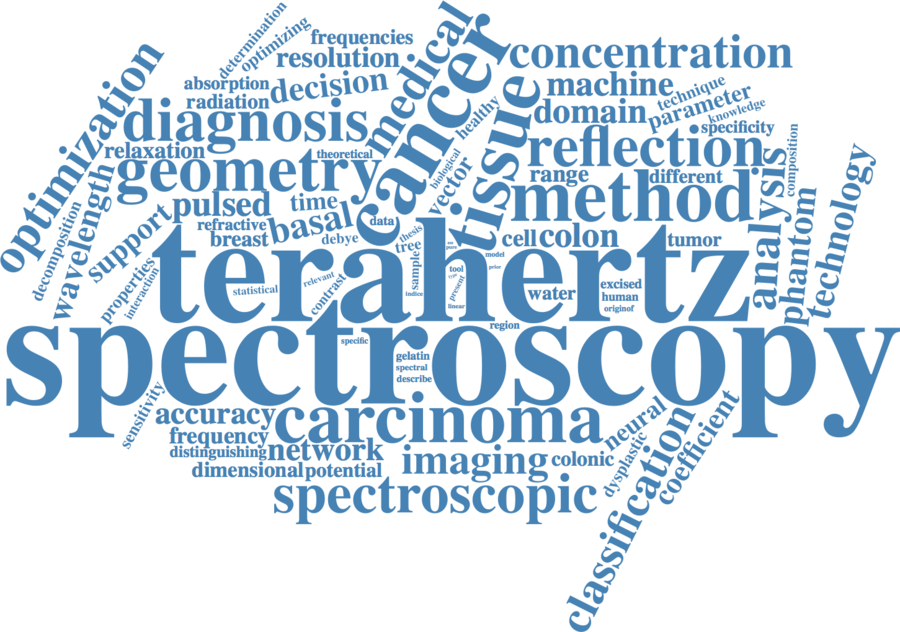 determination
optimizing
frequencies
resolution
medical
cancer
concentration
optimization
absorption
decision
machine
radiation
technique
domain
parameter
knowledge
diagnosis
healthy
tissue
specificity
relaxation
theoretical
reflection
composition
geometry
biological
vector
range
different
analysis
technology
wavelength
decomposition
support
pulsed
time
method
phantom
refractive
basal
data
breast
debye
thesis
tree
cell
colon
tumor
terahertz
properties
interaction
statistical
relevant
contrast
sample
indico
set
pure
model
tool
prior
type
present
linear
water
excised
human
originof
region
spectroscopy
specific
gelatin
spectral
describe
sensitivity
accuracy
carcinoma
frequency
distinguishing
network
neural
dimensional
potential
imaging
colonic
dysplastic
classification
coefficient
spectroscopic